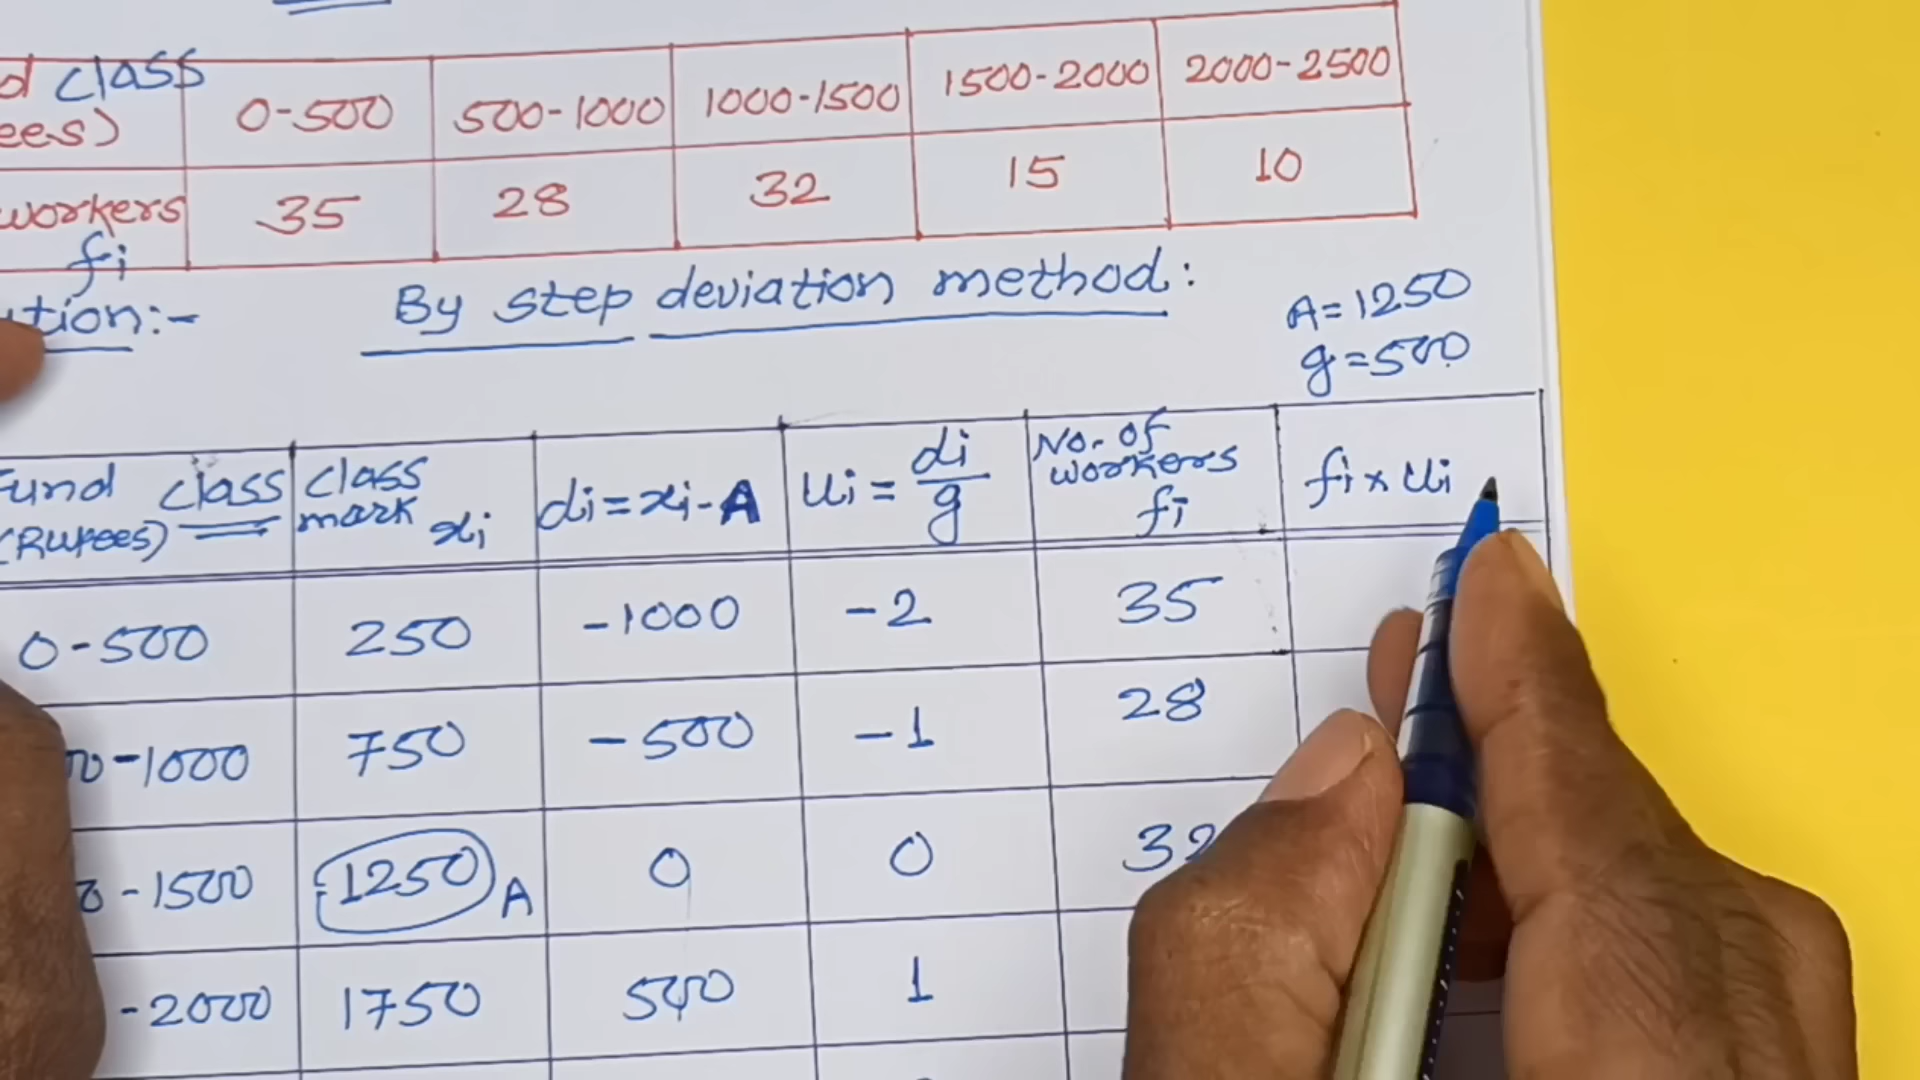 class 0-500 500-1000 1000-1500 1500-2000 2000-2500
ees)
workers 35 28 32 15 10
fi
ution:- By step deviation method:
A=1250
g=500
Fund class (Rupees) class mark xi di=xi-A ui=di/g No. of workers fi fi×ui
0-500 250 -1000 -2 35
-1000 750 -500 -1 28
-1500 1250 A 0 0 32
-2000 1750 500 1